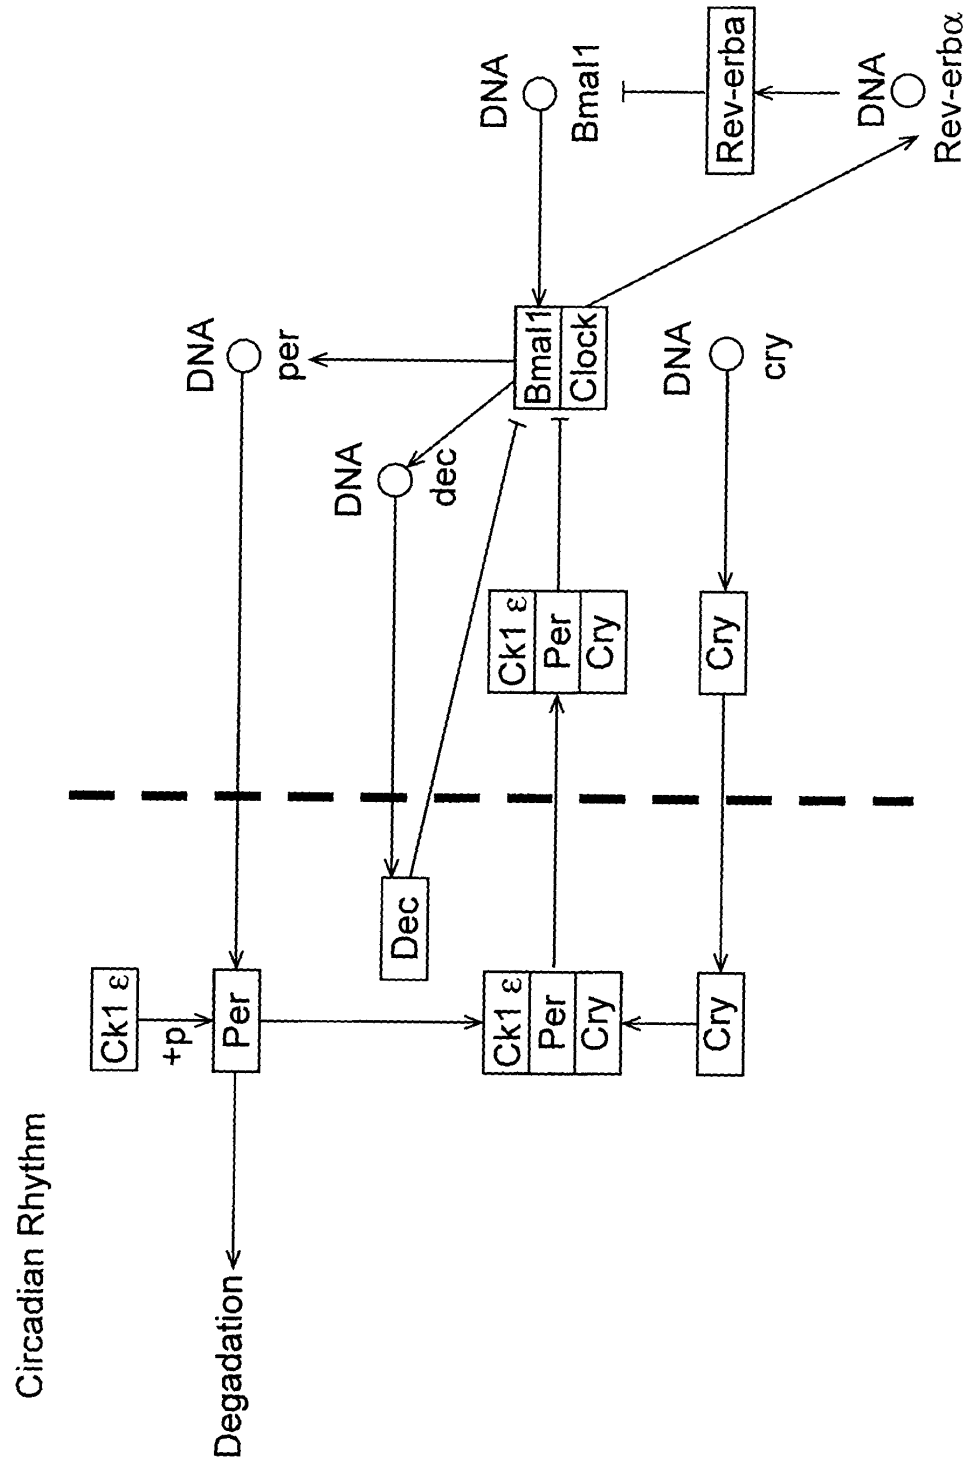 Circadian Rhythm
Ck1 ε
+p
DNA
Degadation
Per
per
DNA
Dec
dec
DNA
Bmal1
Ck1 ε
Per
Cry
Ck1 ε
Per
Cry
Bmal1
Clock
DNA
cry
Cry
Cry
Rev-erba
DNA
Rev-erbα